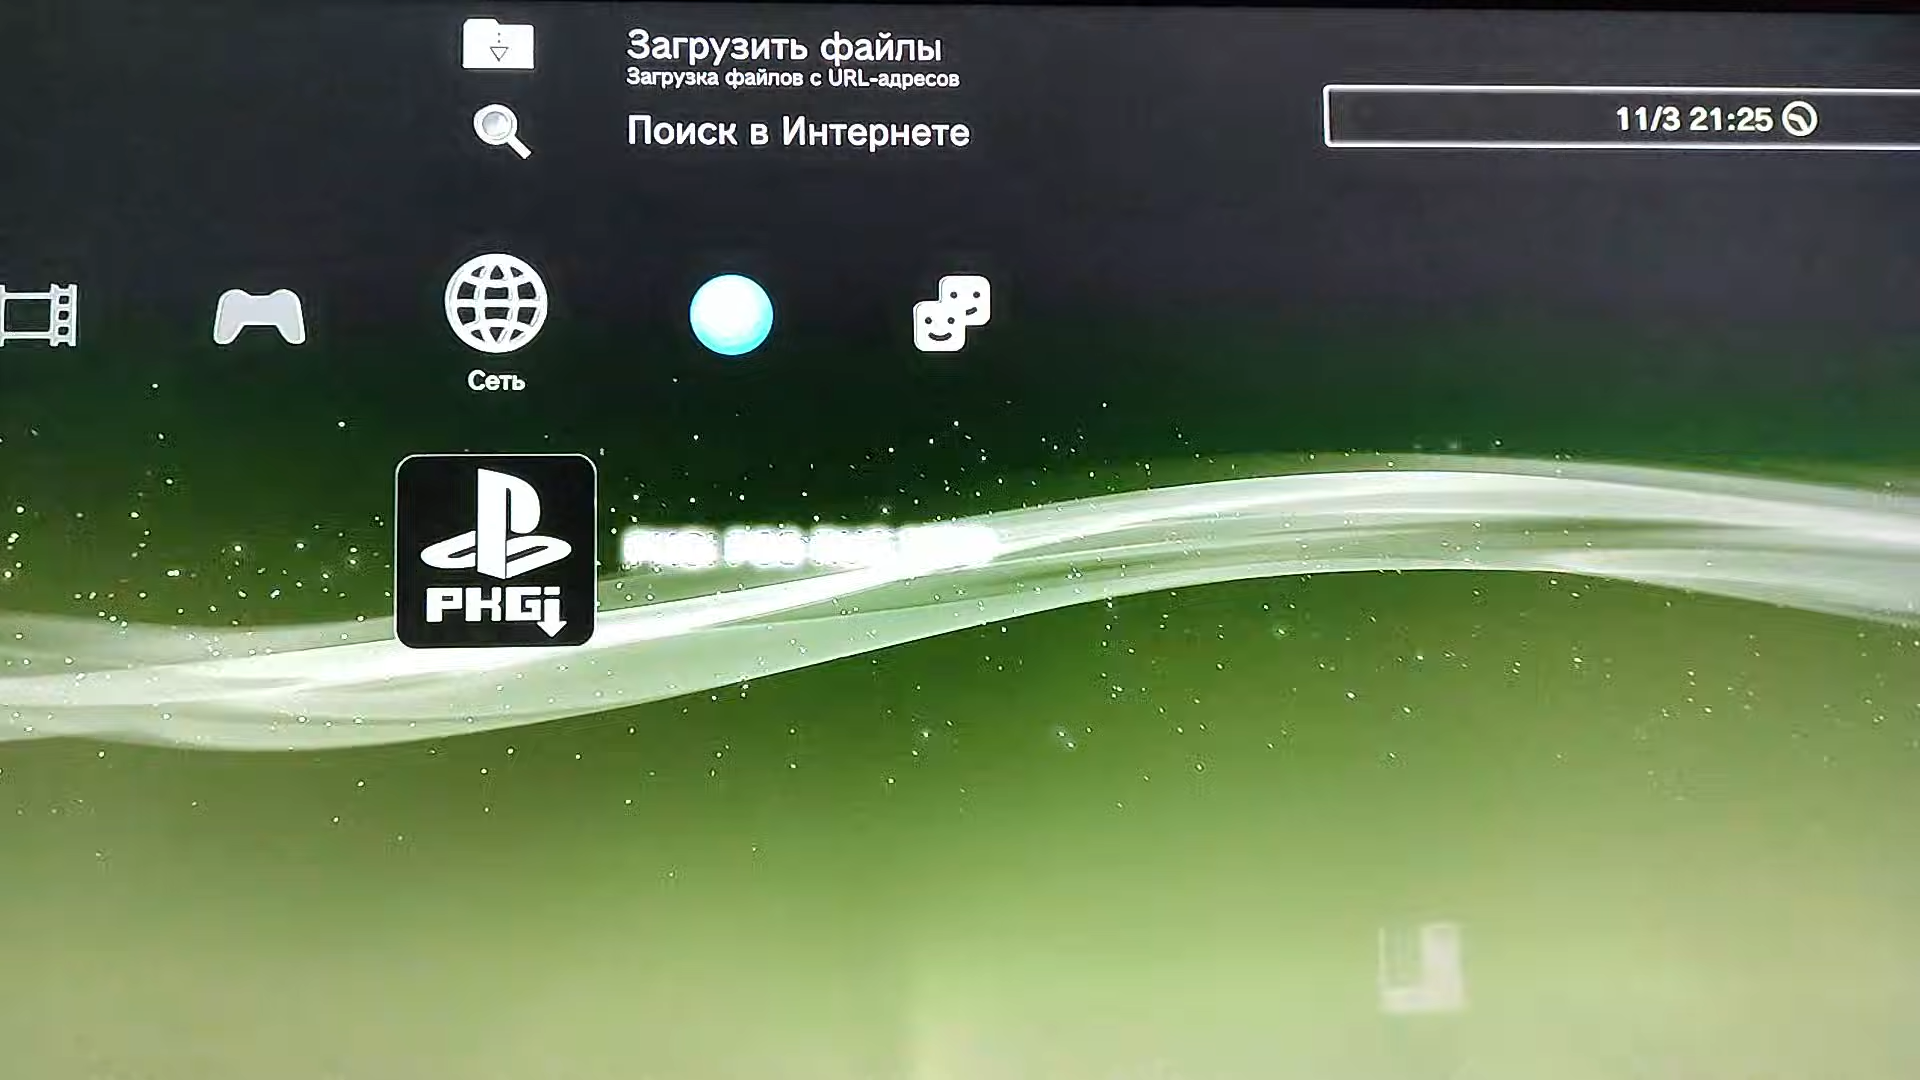 Загрузить файлы
Загрузка файлов с URL-адресов
Поиск в Интернете
11/3 21:25
Сеть
PKGi